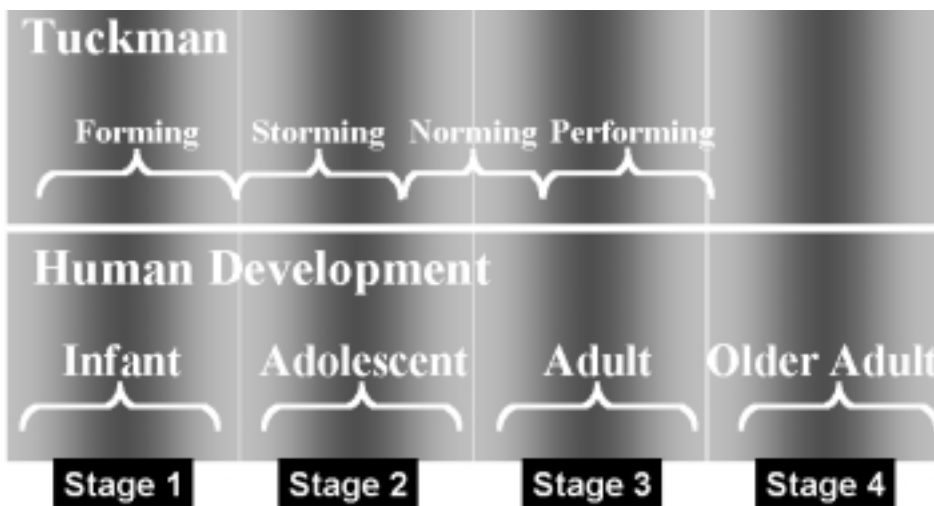 Tuckman
Forming Storming Norming Performing
Human Development
Infant Adolescent Adult Older Adult
Stage 1 Stage 2 Stage 3 Stage 4